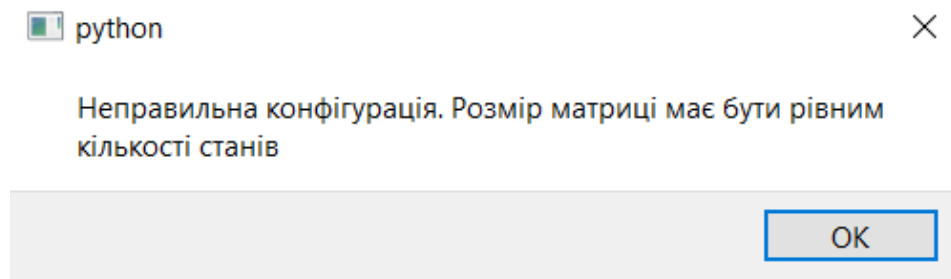 python
Неправильна конфігурація. Розмір матриці має бути рівним
кількості станів
OK